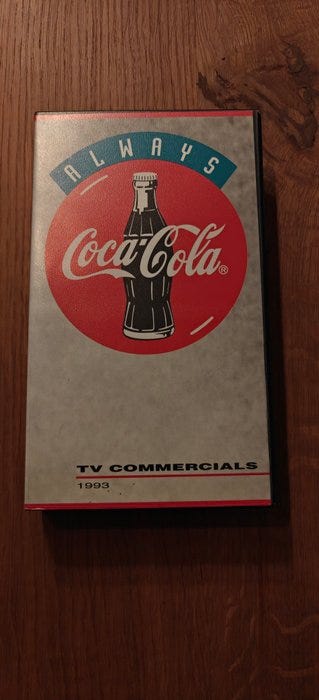 ALWAYS
Coca-Cola®
TV COMMERCIALS
1993